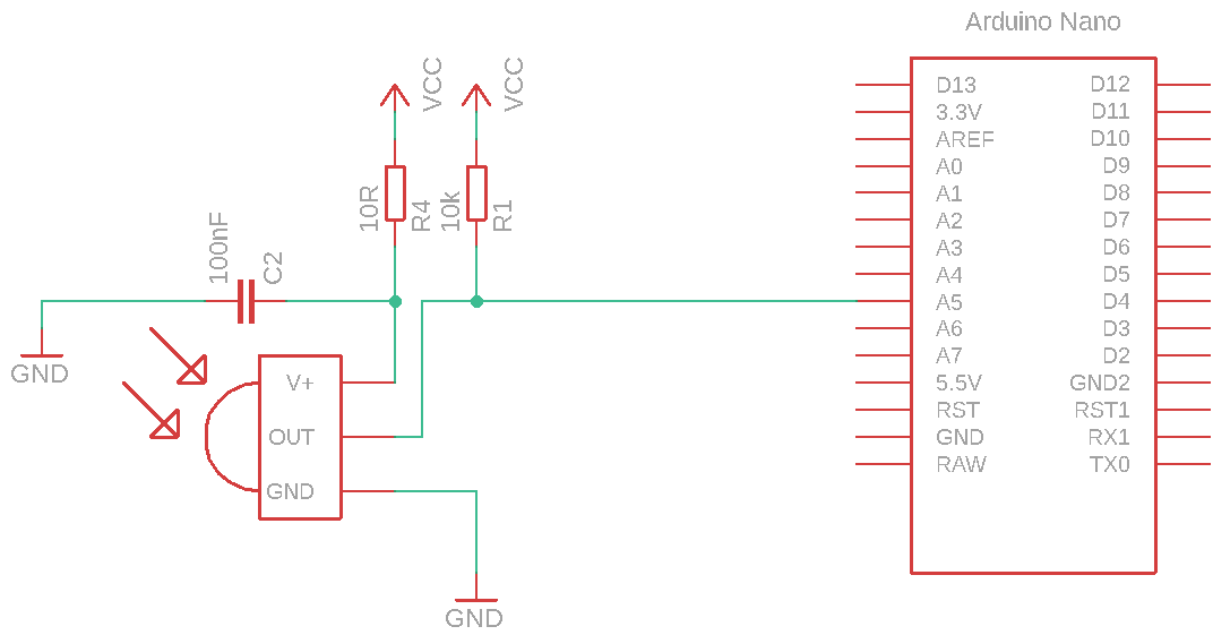 Arduino Nano
VCC
VCC
10R
R4
10k
R1
100nF
C2
GND
V+
OUT
GND
GND
D13
3.3V
AREF
A0
A1
A2
A3
A4
A5
A6
A7
5.5V
RST
GND
RAW
D12
D11
D10
D9
D8
D7
D6
D5
D4
D3
D2
GND2
RST1
RX1
TX0